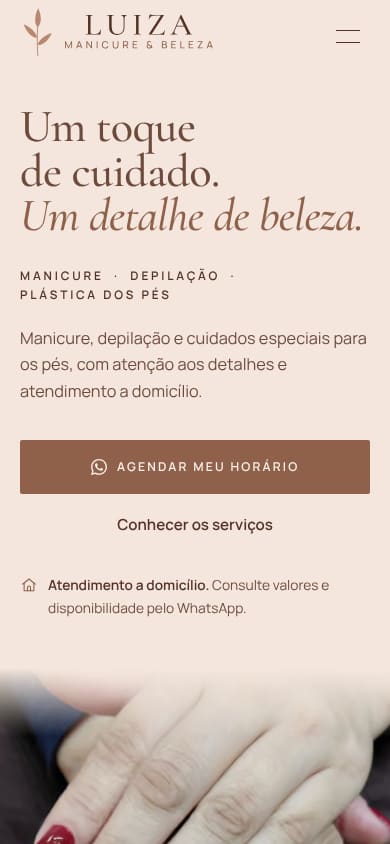 LUIZA
MANICURE & BELEZA
Um toque
de cuidado.
Um detalhe de beleza.
MANICURE · DEPILAÇÃO ·
PLÁSTICA DOS PÉS
Manicure, depilação e cuidados especiais para
os pés, com atenção aos detalhes e
atendimento a domicílio.
AGENDAR MEU HORÁRIO
Conhecer os serviços
Atendimento a domicílio. Consulte valores e
disponibilidade pelo WhatsApp.